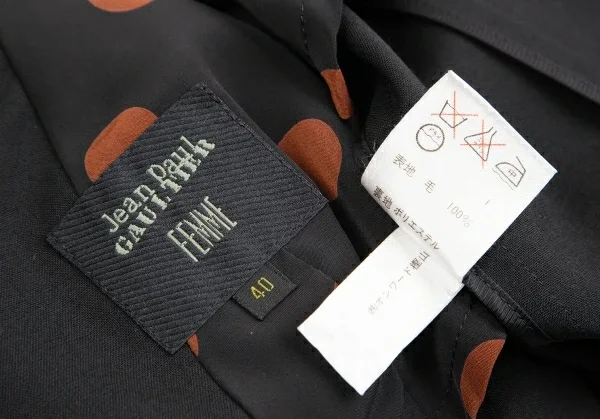 Jean Paul
GAULTIER
FEMME
40
表地 毛 100%
裏地 ポリエステル
㈱オンワード樫山